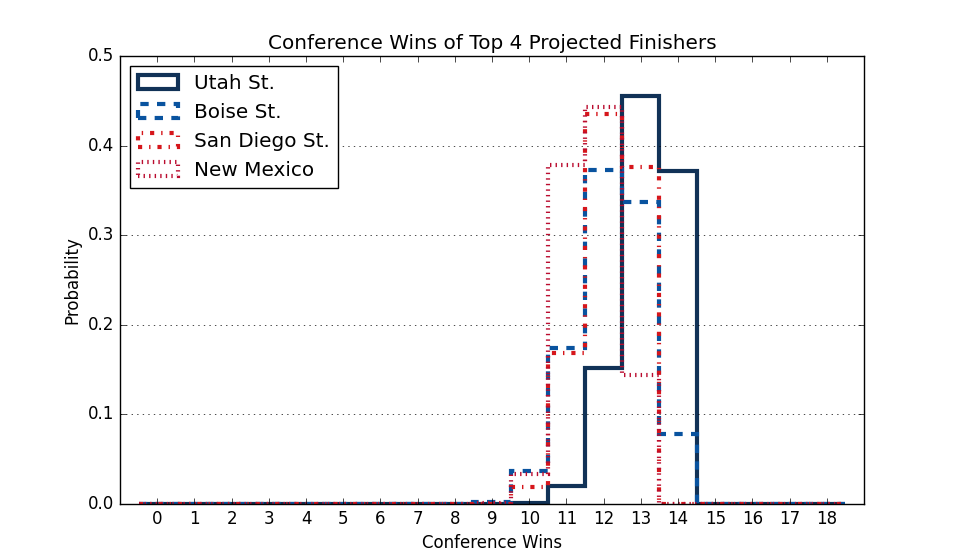 Conference Wins of Top 4 Projected Finishers
0.5
Utah St.
Boise St.
San Diego St.
New Mexico
0.4
0.3
0.2
0.1
0.0
Probability
0 1 2 3 4 5 6 7 8 9 10 11 12 13 14 15 16 17 18
Conference Wins